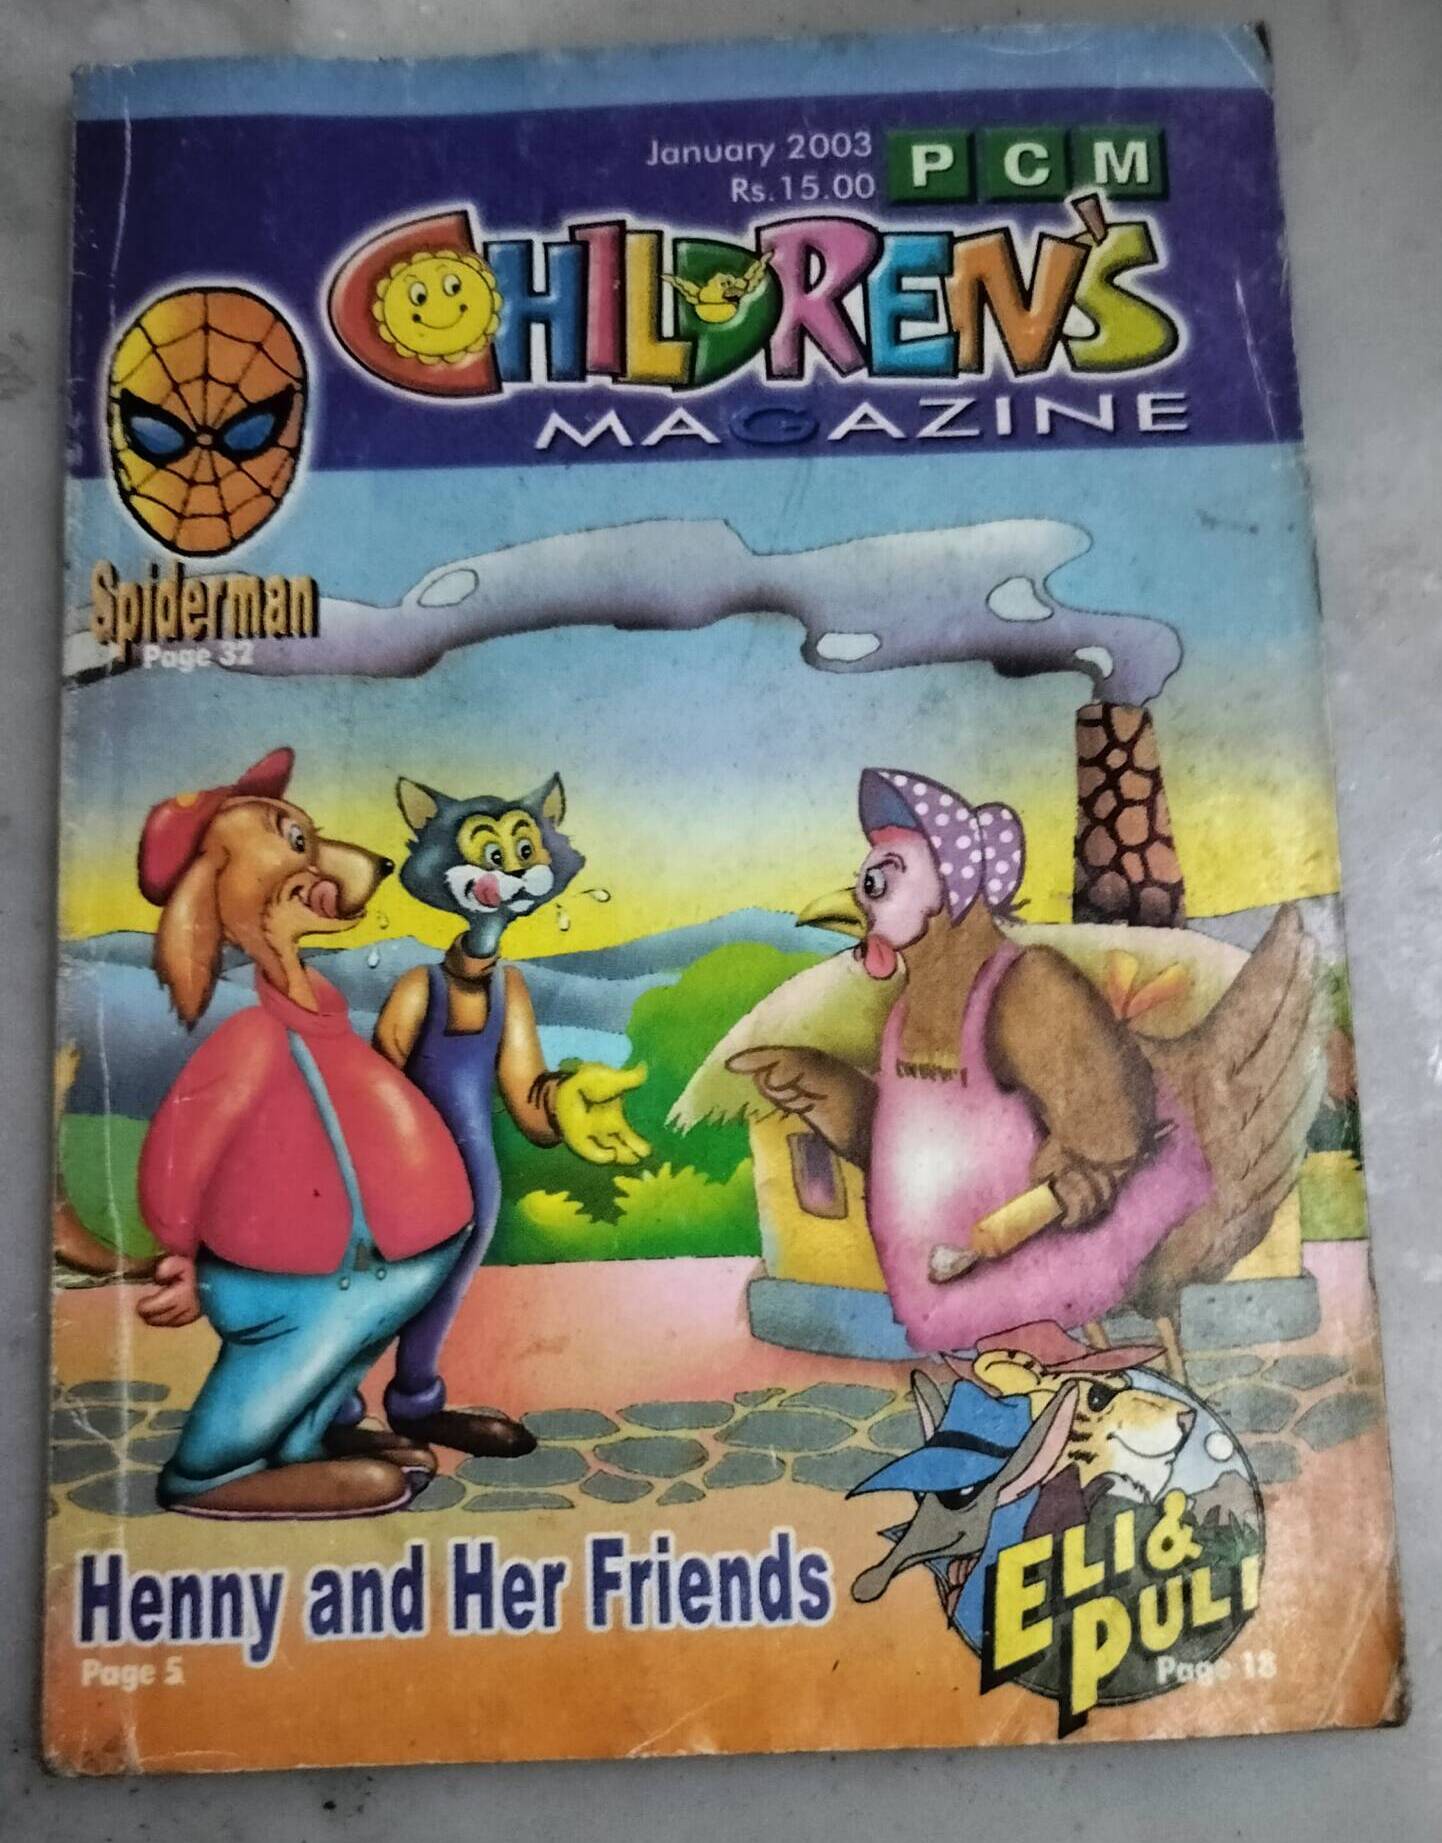 January 2003
Rs.15.00
PCM
CHILDREN'S
MAGAZINE
Spiderman
Page 32
Henny and Her Friends
Page 5
ELI &
PULI
Page 18